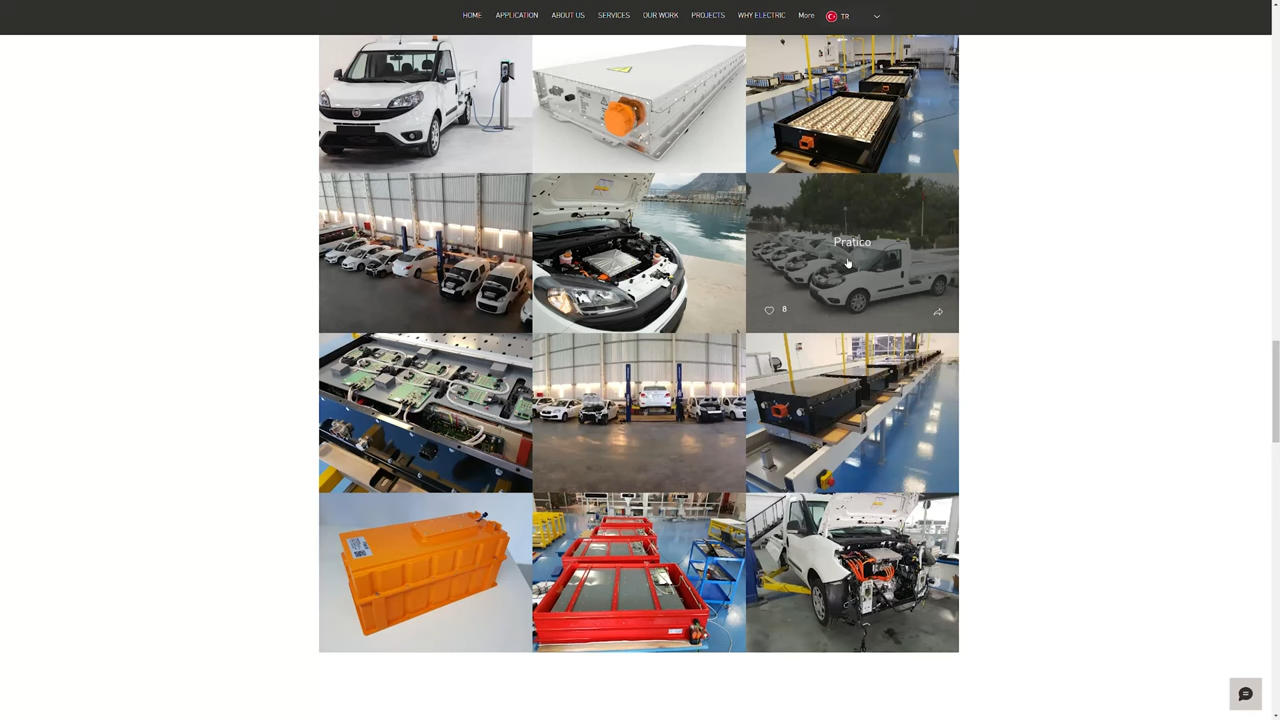 HOME APPLICATION ABOUT US SERVICES OUR WORK PROJECTS WHY ELECTRIC More TR
Pratico
8